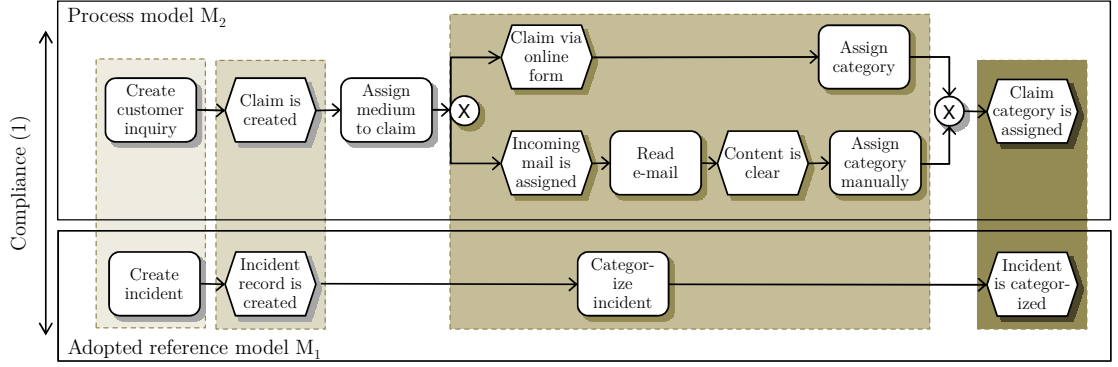 Process model M₂
Compliance (1)
Create
customer
inquiry
Claim is
created
Assign
medium
to claim
X
Claim via
online
form
Assign
category
Incoming
mail is
assigned
Read
e-mail
Content is
clear
Assign
category
manually
X
Claim
category is
assigned
Create
incident
Incident
record is
created
Categor-
ize
incident
Incident
is categor-
ized
Adopted reference model M₁